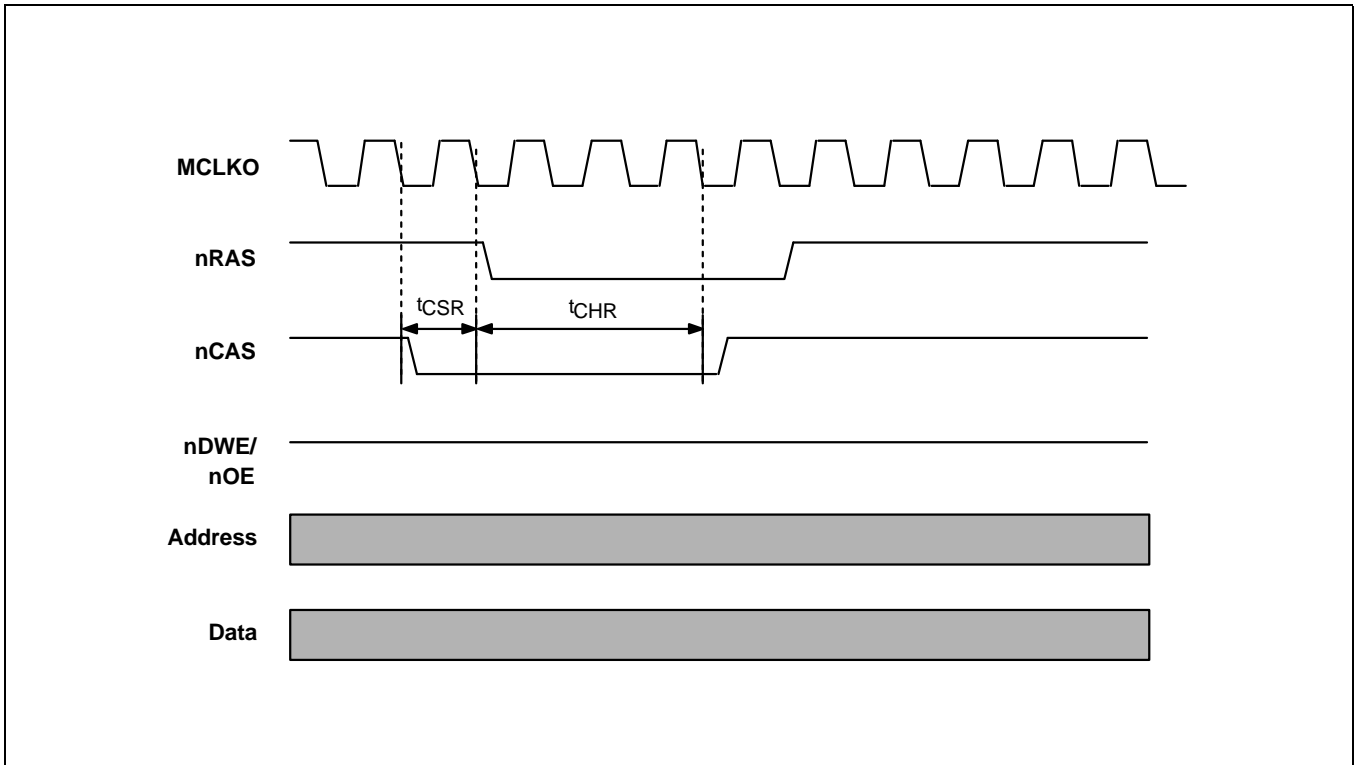 MCLKO
nRAS
tCSR
tCHR
nCAS
nDWE/
nOE
Address
Data